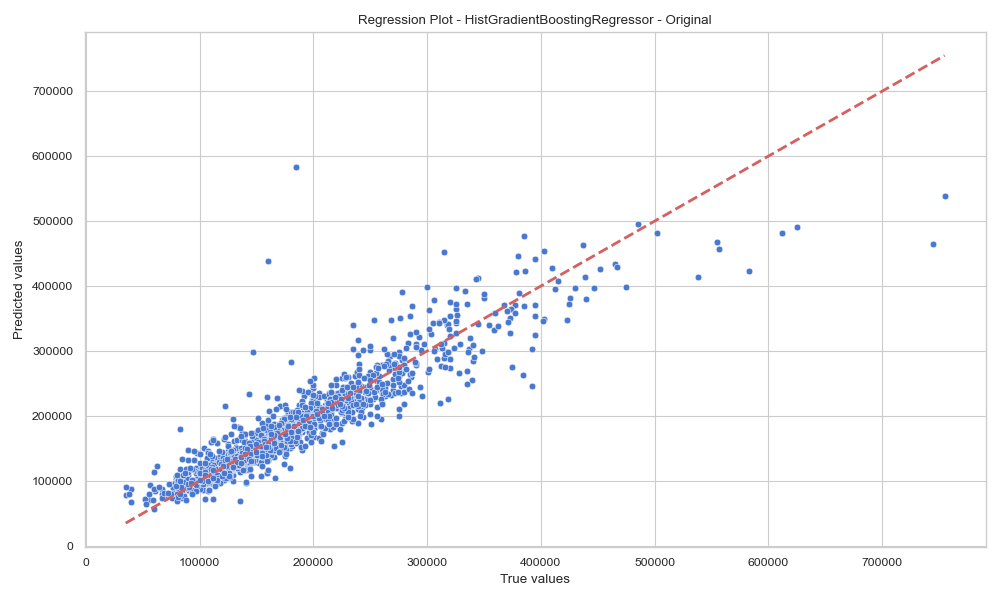 Regression Plot - HistGradientBoostingRegressor - Original
Predicted values
700000
600000
500000
400000
300000
200000
100000
0
0 100000 200000 300000 400000 500000 600000 700000
True values